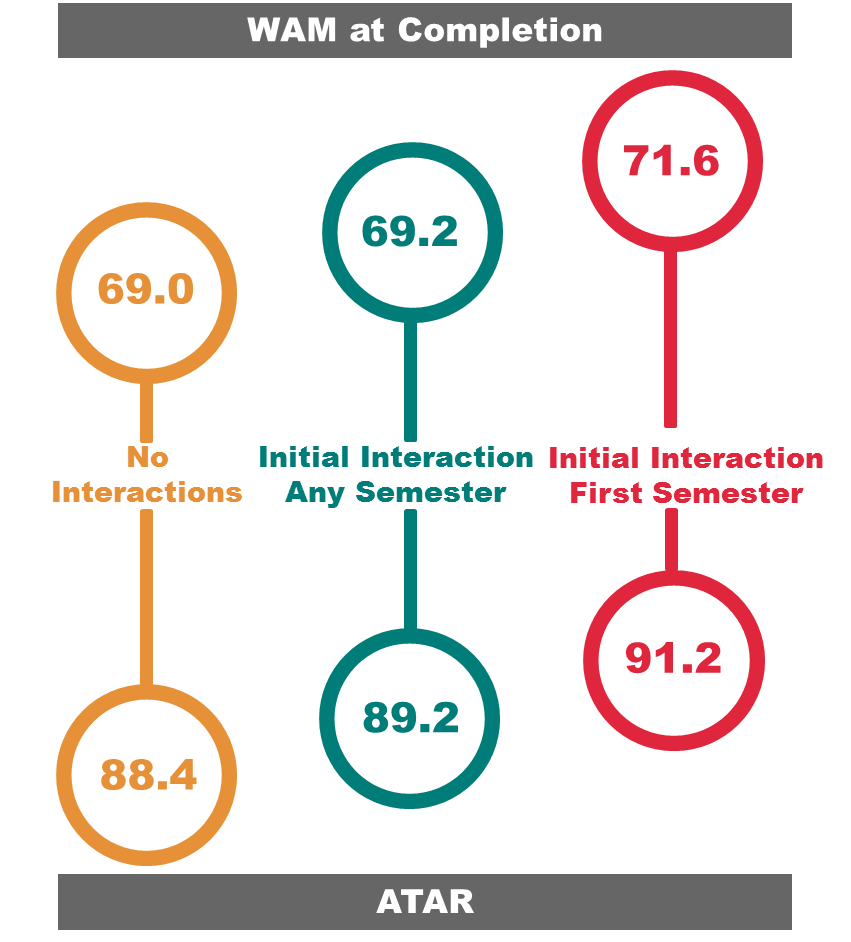 WAM at Completion
71.6
69.2
69.0
No
Interactions
Initial Interaction
Any Semester
Initial Interaction
First Semester
91.2
89.2
88.4
ATAR